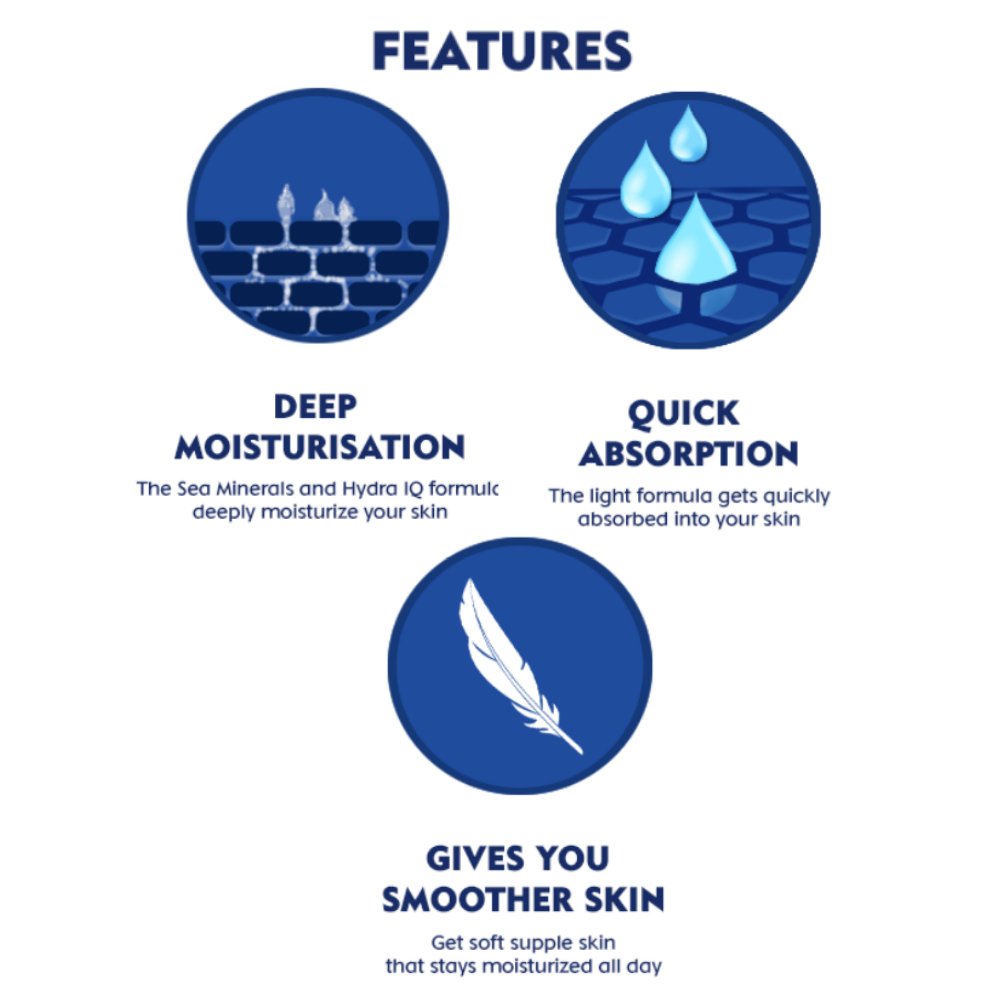 FEATURES
DEEP
MOISTURISATION
The Sea Minerals and Hydra IQ formula
deeply moisturize your skin
QUICK
ABSORPTION
The light formula gets quickly
absorbed into your skin
GIVES YOU
SMOOTHER SKIN
Get soft supple skin
that stays moisturized all day